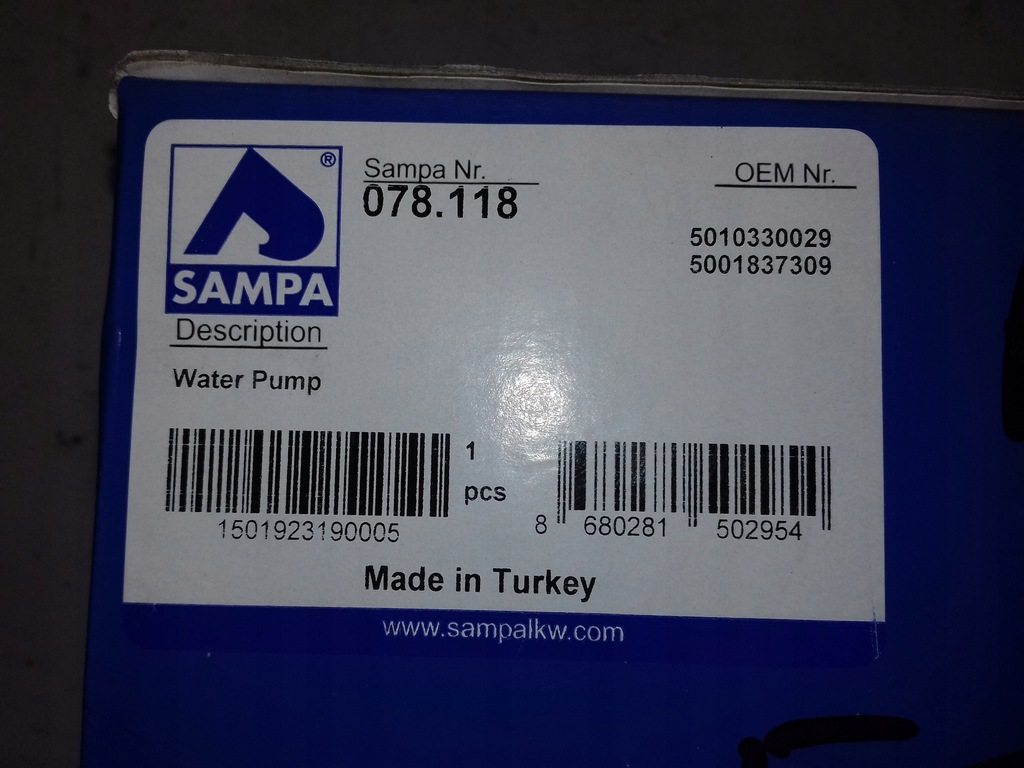 ®
SAMPA
Sampa Nr.
078.118
OEM Nr.
5010330029
5001837309
Description
Water Pump
1501923190005
1
pcs
8 680281 502954
Made in Turkey
www.sampalkw.com